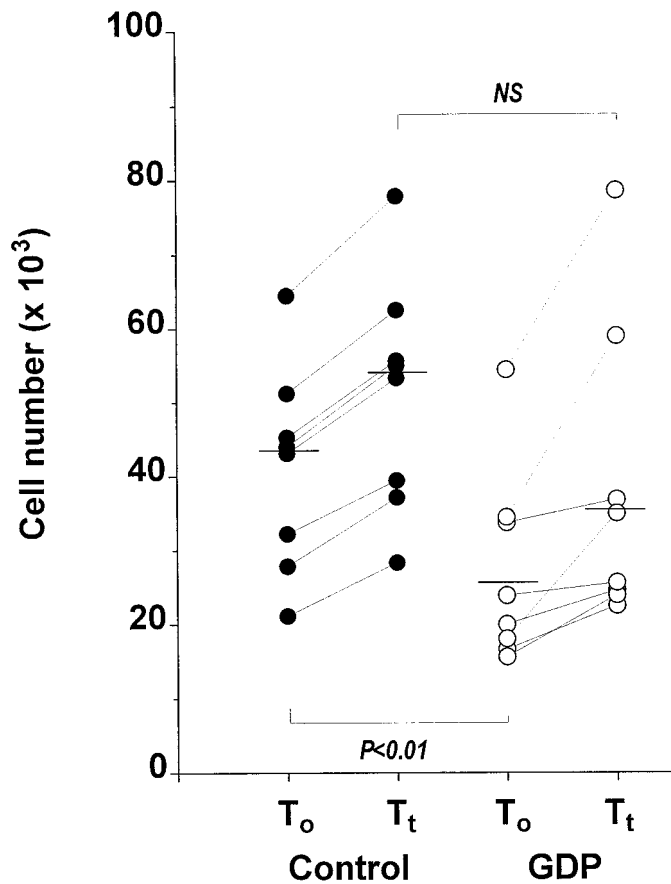 100
NS
80
Cell number (x 10³)
60
40
20
P<0.01
0
Tₒ Tₜ Tₒ Tₜ
Control GDP